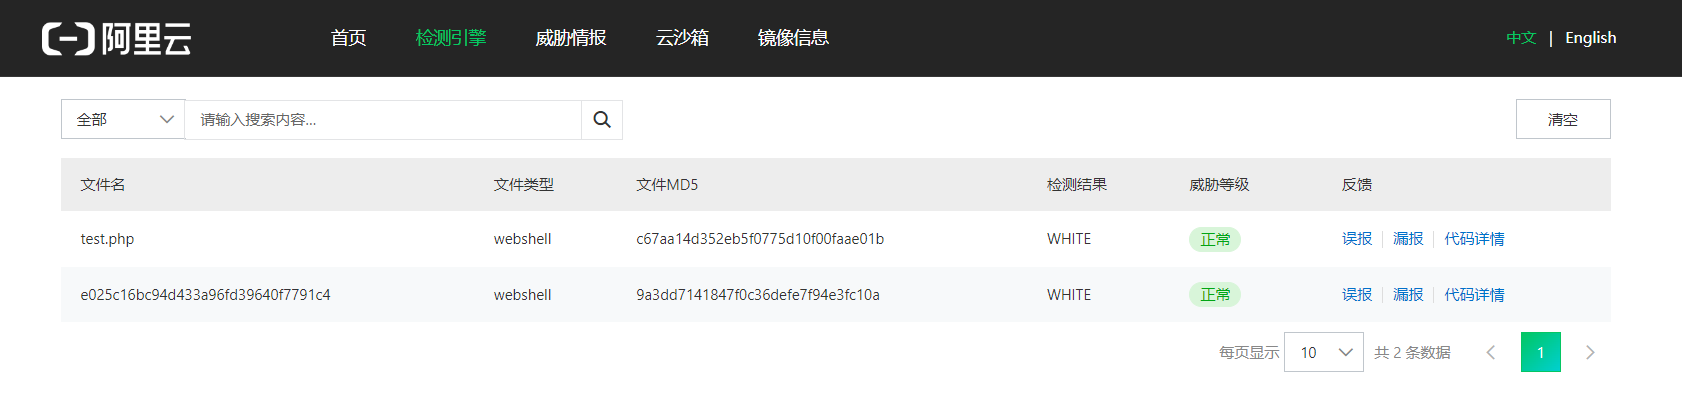 阿里云 首页 检测引擎 威胁情报 云沙箱 镜像信息 中文 | English
全部 请输入搜索内容... 清空
文件名 文件类型 文件MD5 检测结果 威胁等级 反馈
test.php webshell c67aa14d352eb5f0775d10f00faae01b WHITE 正常 误报 漏报 代码详情
e025c16bc94d433a96fd39640f7791c4 webshell 9a3dd7141847f0c36defe7f94e3fc10a WHITE 正常 误报 漏报 代码详情
每页显示 10 共 2 条数据 1